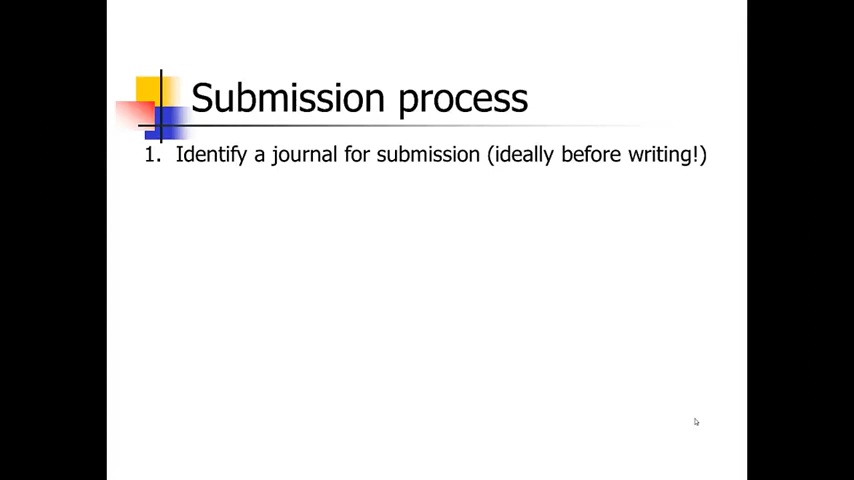 Submission process
1. Identify a journal for submission (ideally before writing!)